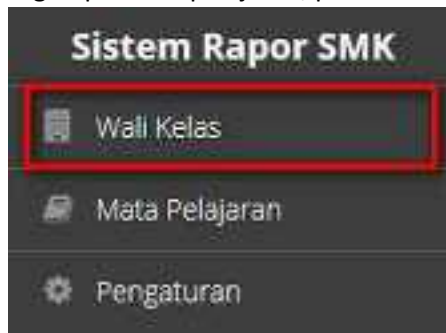 Sistem Rapor SMK
Wali Kelas
Mata Pelajaran
Pengaturan